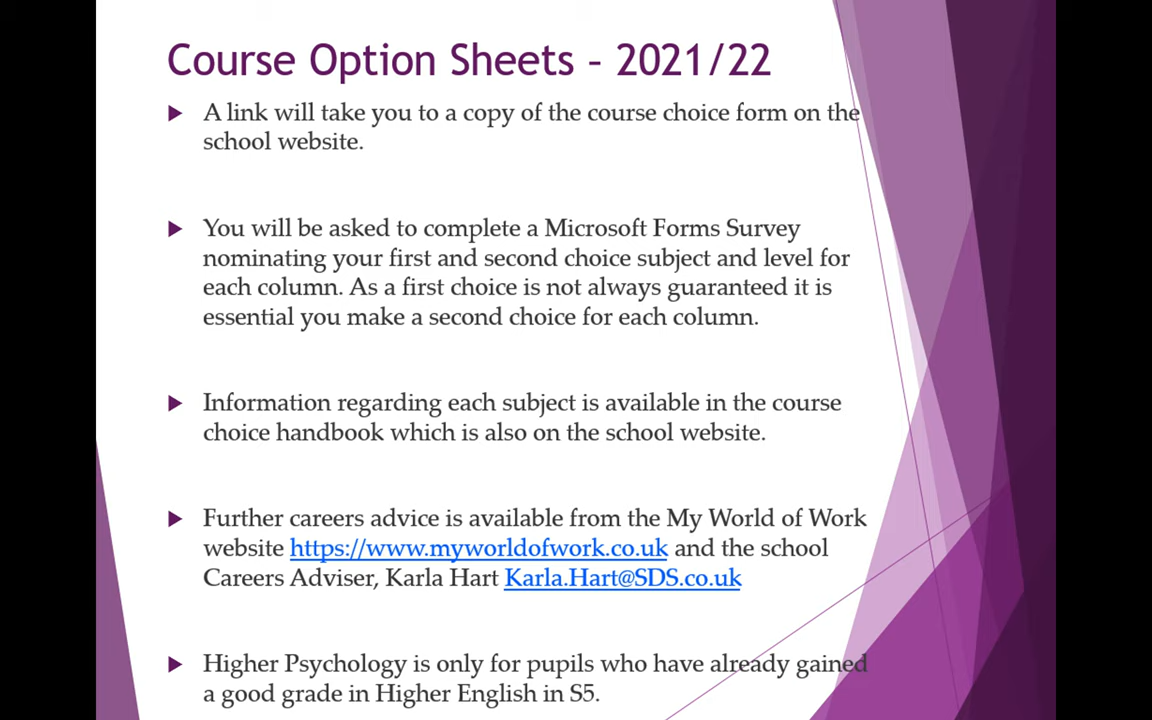 Course Option Sheets – 2021/22
A link will take you to a copy of the course choice form on the
school website.
You will be asked to complete a Microsoft Forms Survey
nominating your first and second choice subject and level for
each column. As a first choice is not always guaranteed it is
essential you make a second choice for each column.
Information regarding each subject is available in the course
choice handbook which is also on the school website.
Further careers advice is available from the My World of Work
website https://www.myworldofwork.co.uk and the school
Careers Adviser, Karla Hart Karla.Hart@SDS.co.uk
Higher Psychology is only for pupils who have already gained
a good grade in Higher English in S5.